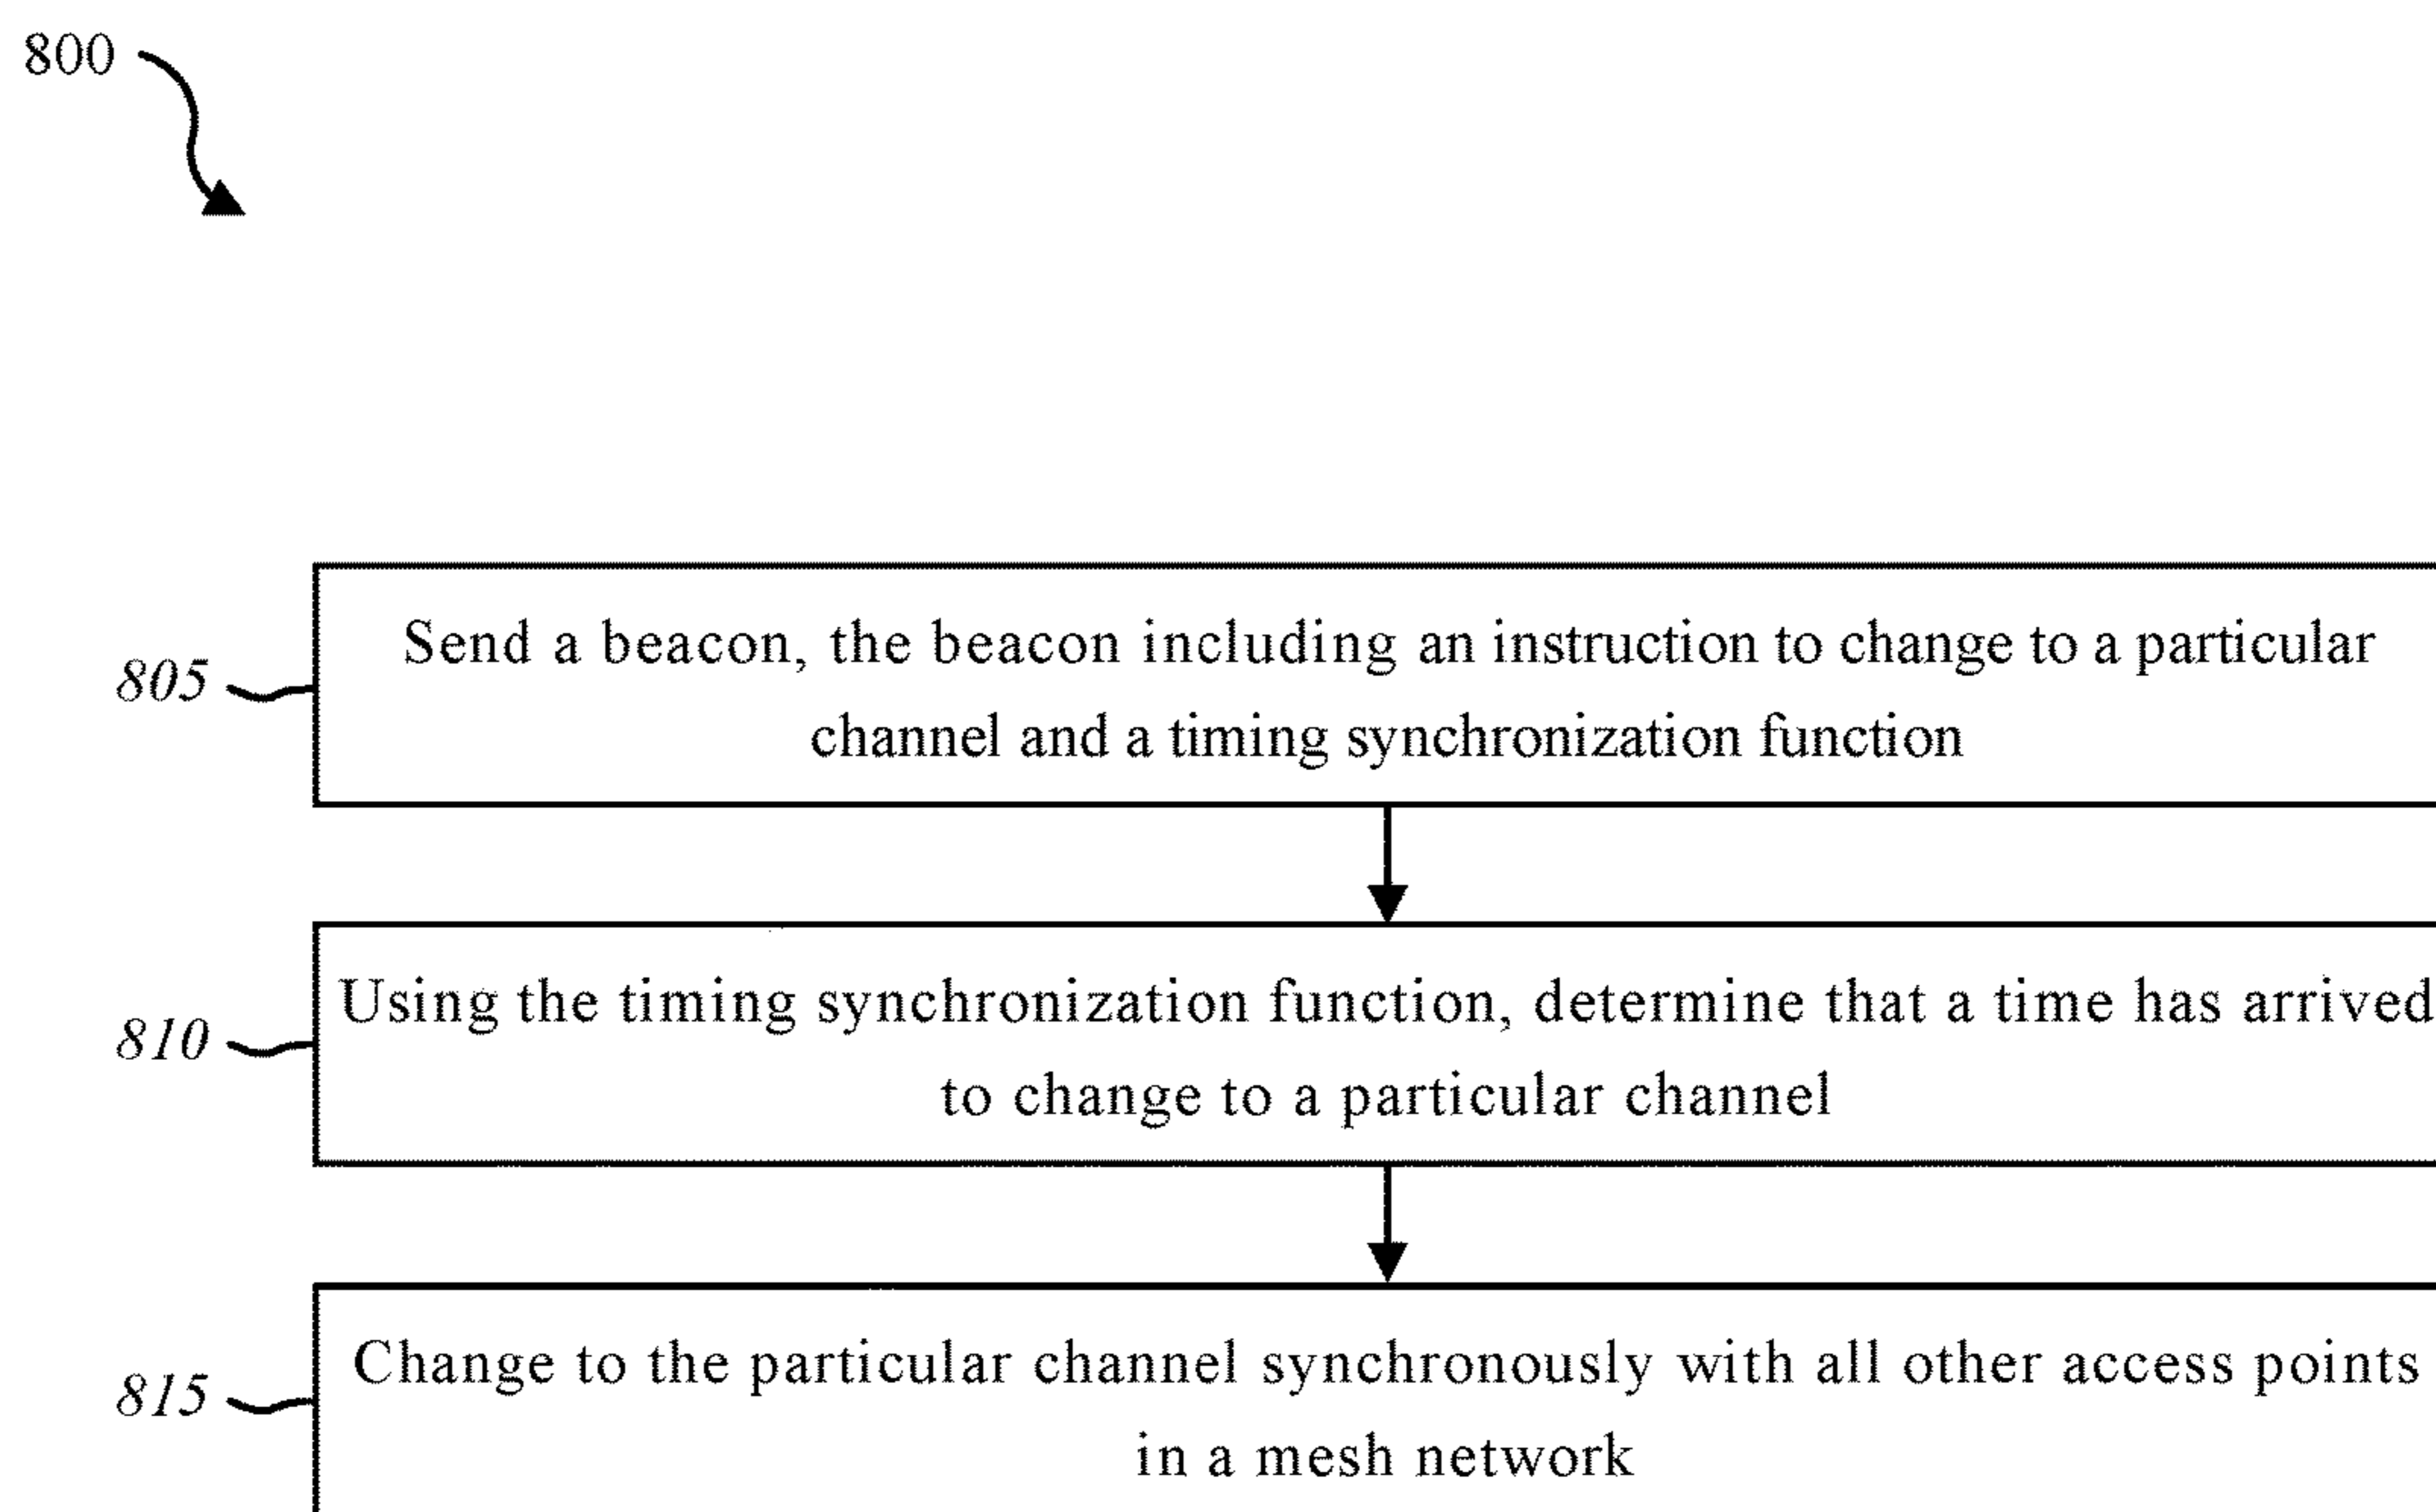 800
805
Send a beacon, the beacon including an instruction to change to a particular
channel and a timing synchronization function
810
Using the timing synchronization function, determine that a time has arrived
to change to a particular channel
815
Change to the particular channel synchronously with all other access points
in a mesh network